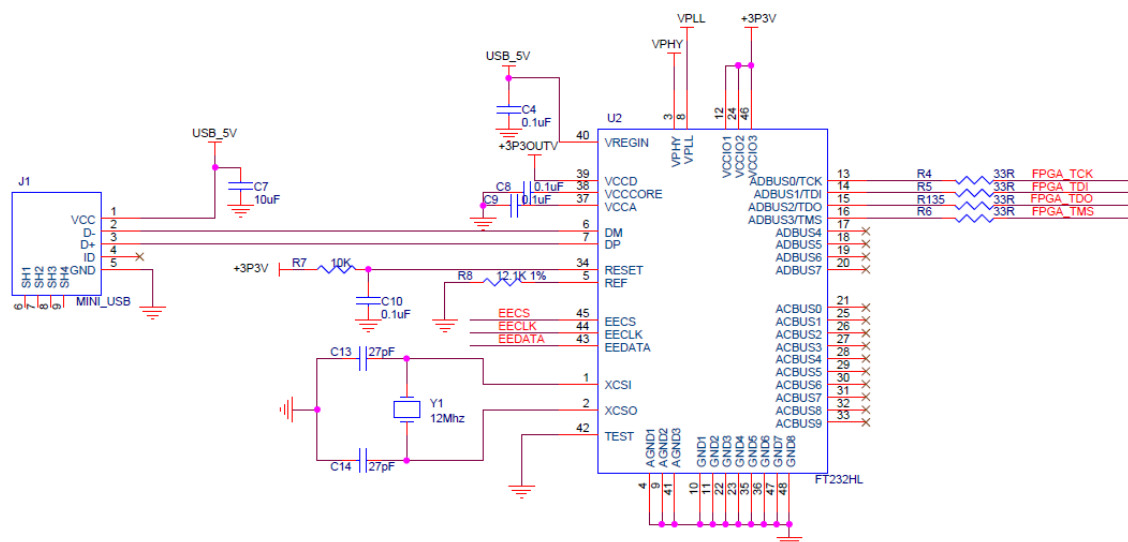 VPLL
+3P3V
VPHY
USB_5V
C4
0.1uF
U2
+3P3OUTV
USB_5V
C7
10uF
J1
VCC 1
D- 2
D+ 3
ID 4
GND 5
SH1 SH2 SH3 SH4
6 7 8 9
MINI_USB
C8 0.1uF
C9 0.1uF
+3P3V R7 10K
R8 12.1K 1%
C10
0.1uF
EECS
EECLK
EEDATA
C13 27pF
Y1
12Mhz
C14 27pF
3 8 12 24 46
VPHY VPLL VCCIO1 VCCIO2 VCCIO3
40 VREGIN
39 VCCD
38 VCCCORE
37 VCCA
6 DM
7 DP
34 RESET
5 REF
45 EECS
44 EECLK
43 EEDATA
1 XCSI
2 XCSO
42 TEST
ADBUS0/TCK 13 R4 33R FPGA_TCK
ADBUS1/TDI 14 R5 33R FPGA_TDI
ADBUS2/TDO 15 R135 33R FPGA_TDO
ADBUS3/TMS 16 R6 33R FPGA_TMS
ADBUS4 17
ADBUS5 18
ADBUS6 19
ADBUS7 20
ACBUS0 21
ACBUS1 25
ACBUS2 26
ACBUS3 27
ACBUS4 28
ACBUS5 29
ACBUS6 30
ACBUS7 31
ACBUS8 32
ACBUS9 33
AGND1 AGND2 AGND3 GND1 GND2 GND3 GND4 GND5 GND6 GND7 GND8
4 9 41 10 11 22 23 35 36 47 48
FT232HL